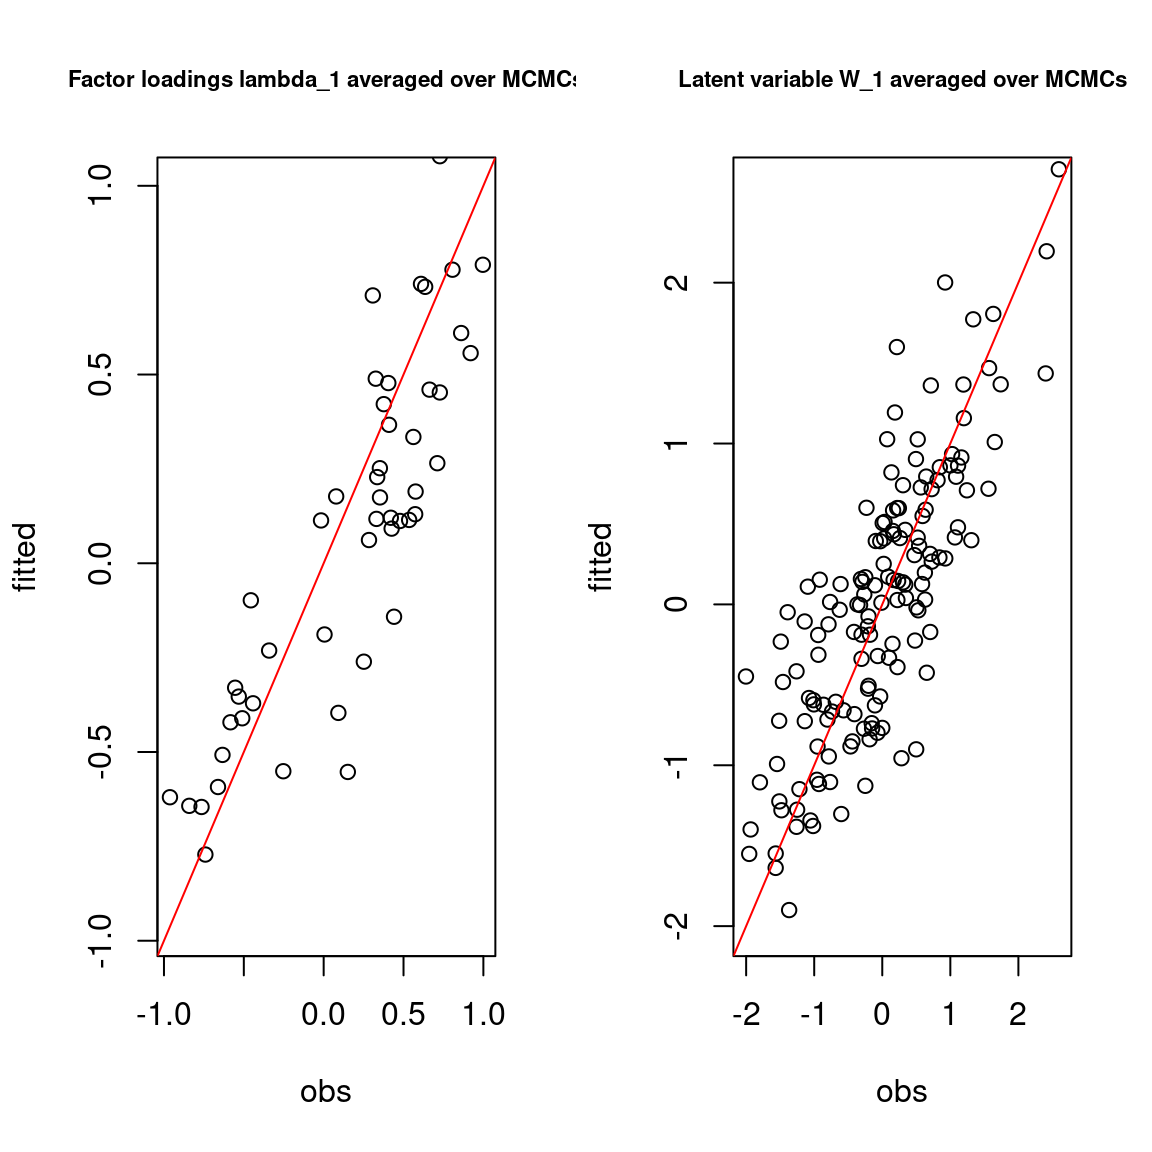 Factor loadings lambda_1 averaged over MCMCs
fitted
1.0
0.5
0.0
-0.5
-1.0
-1.0 0.0 0.5 1.0
obs
Latent variable W_1 averaged over MCMCs
fitted
2
1
0
-1
-2
-2 -1 0 1 2
obs